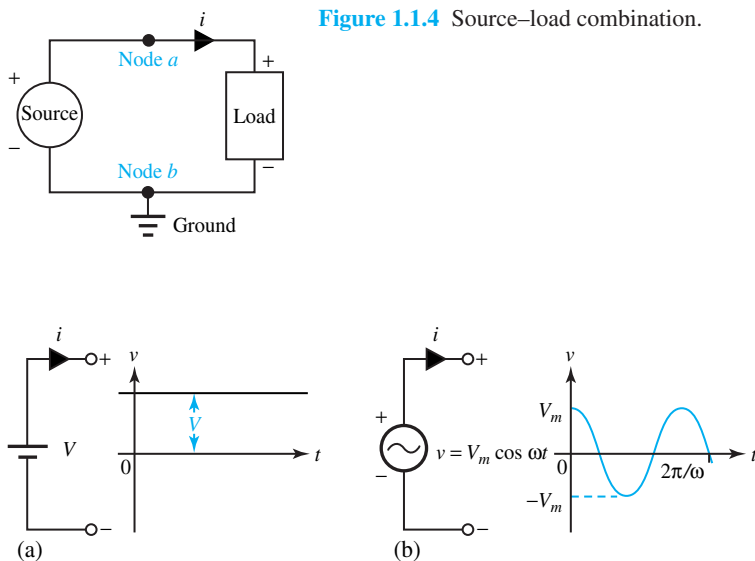 Figure 1.1.4 Source–load combination.
i
Node a
+
+
Source
Load
−
−
Node b
Ground
i
+
v
V
V
0
t
−
(a)
i
+
v
V_m
+
v = V_m cos ωt
−
0
2π/ω
t
−V_m
−
(b)